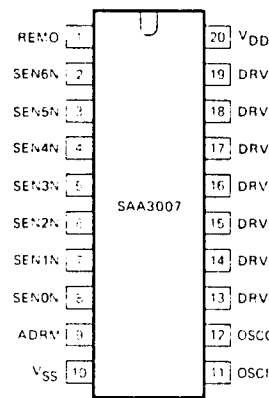 REMO 1 20 VDD
SEN6N 2 19 DRV
SEN5N 3 18 DRV
SEN4N 4 17 DRV
SEN3N 5 16 DRV
SAA3007
SEN2N 6 15 DRV
SEN1N 7 14 DRV
SEN0N 8 13 DRV
ADRM 9 12 OSCO
VSS 10 11 OSCI